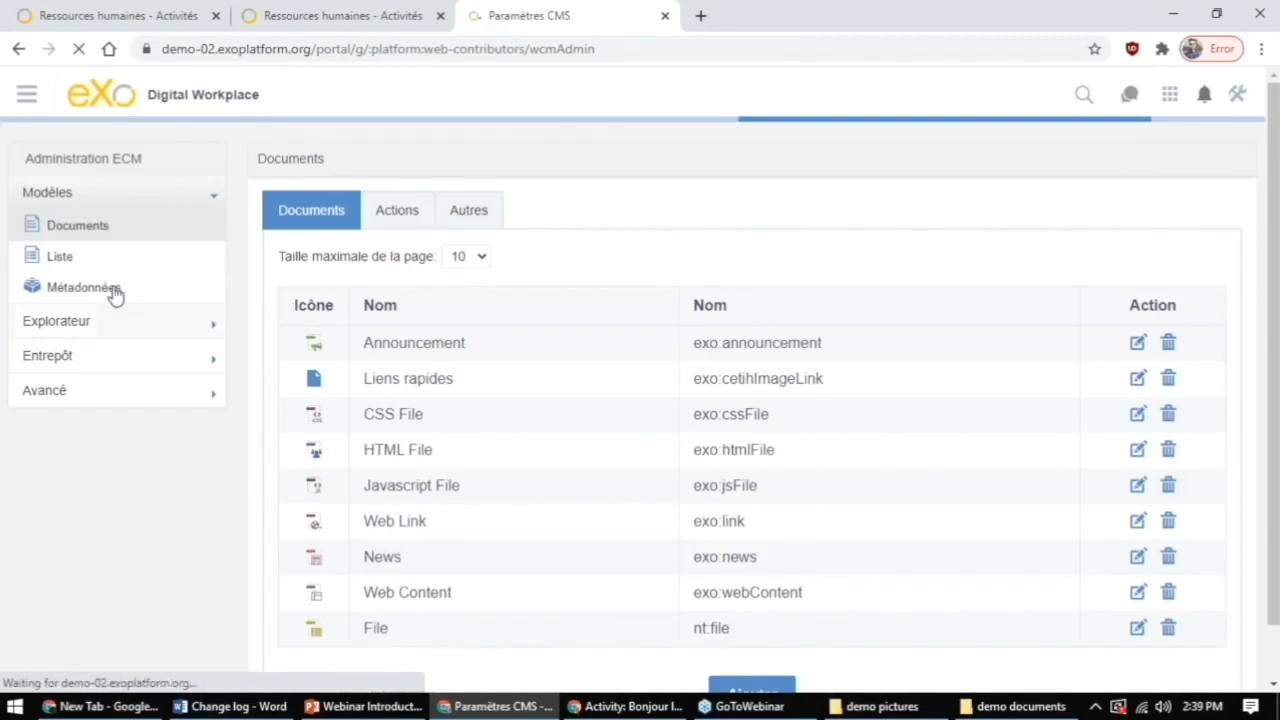 Ressources humaines - Activités
Ressources humaines - Activités
Paramètres CMS
demo-02.exoplatform.org/portal/g/:platform:web-contributors/wcmAdmin
Error
eXo Digital Workplace
Administration ECM
Modèles
Documents
Liste
Métadonnées
Explorateur
Entrepôt
Avancé
Documents
Documents Actions Autres
Taille maximale de la page: 10
Icône Nom Nom Action
Announcement exo:announcement
Liens rapides exo:cetihImageLink
CSS File exo:cssFile
HTML File exo:htmlFile
Javascript File exo:jsFile
Web Link exo:link
News exo:news
Web Content exo:webContent
File nt:file
Ajouter
Waiting for demo-02.exoplatform.org...
New Tab - Google... Change log - Word Webinar Introduct... Paramètres CMS -... Activity: Bonjour l... GoToWebinar demo pictures demo documents 2:39 PM